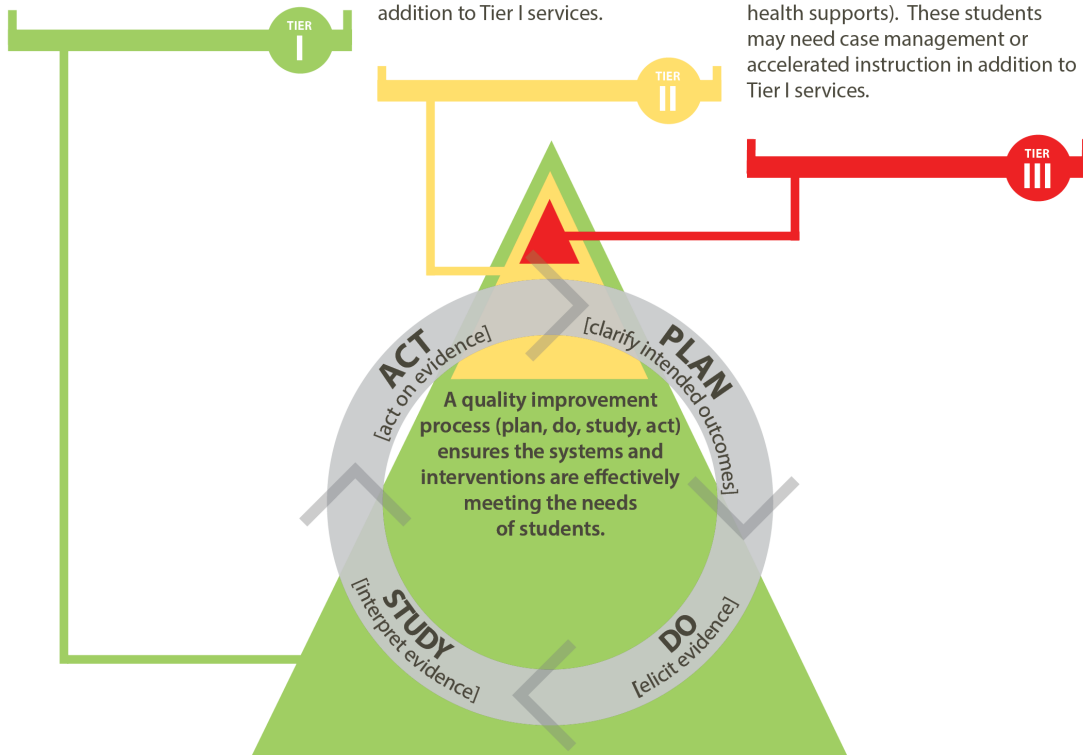 TIER
I
addition to Tier I services.
TIER
II
health supports).  These students
may need case management or
accelerated instruction in addition to
Tier I services.
TIER
III
ACT
[act on evidence]
PLAN
[clarify intended outcomes]
A quality improvement
process (plan, do, study, act)
ensures the systems and
interventions are effectively
meeting the needs
of students.
STUDY
[interpret evidence]
DO
[elicit evidence]